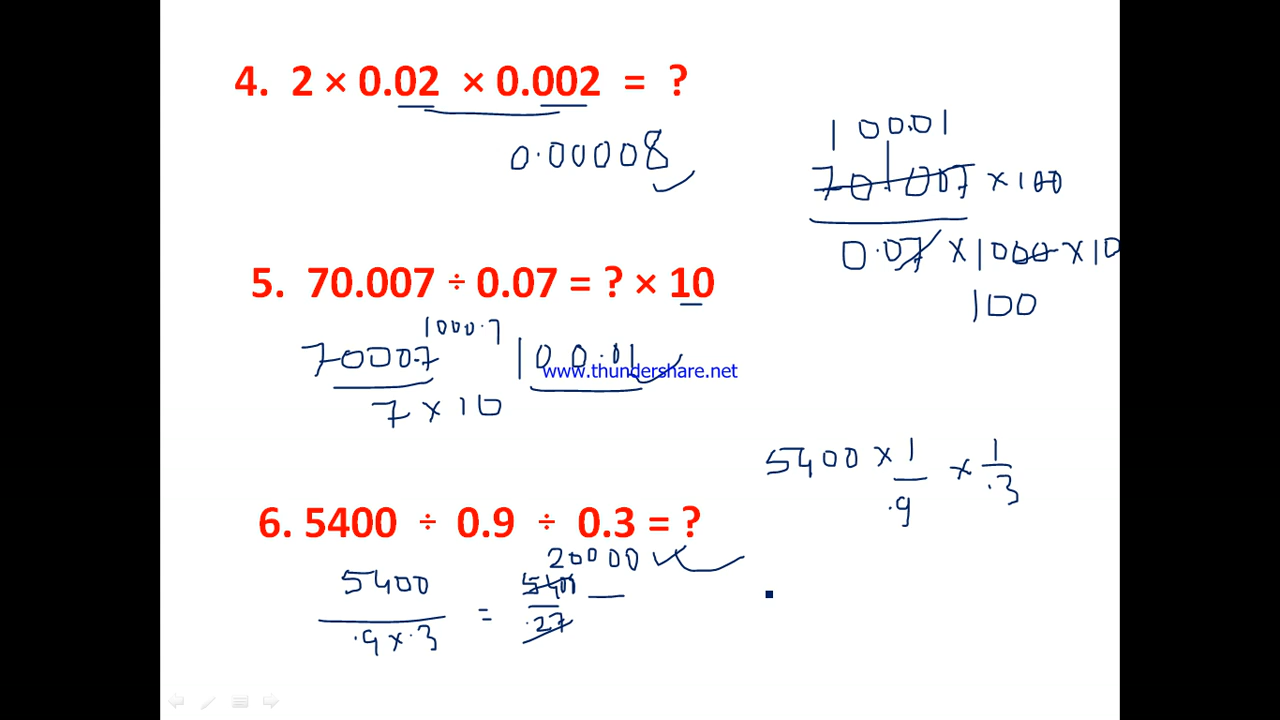 4. 2 × 0.02 × 0.002 = ?
0.00008
100.01
70.007 × 100
0.07 × 1000 × 10
100
5. 70.007 ÷ 0.07 = ? × 10
1000.7
7000.7
7 × 10
100.01
www.thundershare.net
5400 × 1/.9 × 1/.3
6. 5400 ÷ 0.9 ÷ 0.3 = ?
20000
5400 / .9 × .3 = 5400 / .27